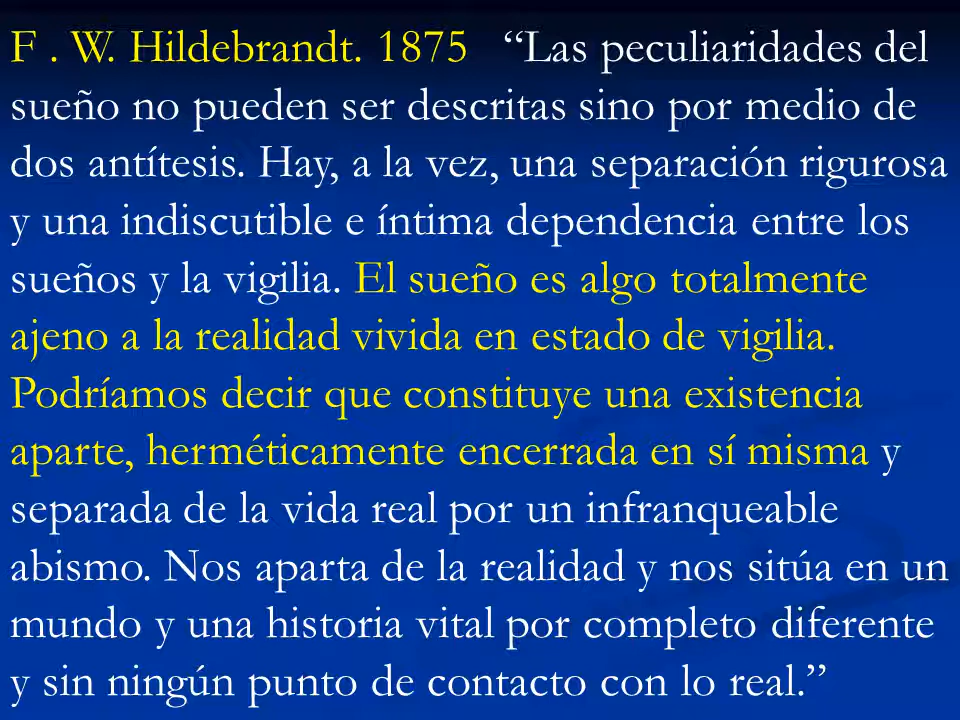 F . W. Hildebrandt. 1875 “Las peculiaridades del
sueño no pueden ser descritas sino por medio de
dos antítesis. Hay, a la vez, una separación rigurosa
y una indiscutible e íntima dependencia entre los
sueños y la vigilia. El sueño es algo totalmente
ajeno a la realidad vivida en estado de vigilia.
Podríamos decir que constituye una existencia
aparte, herméticamente encerrada en sí misma y
separada de la vida real por un infranqueable
abismo. Nos aparta de la realidad y nos sitúa en un
mundo y una historia vital por completo diferente
y sin ningún punto de contacto con lo real.”